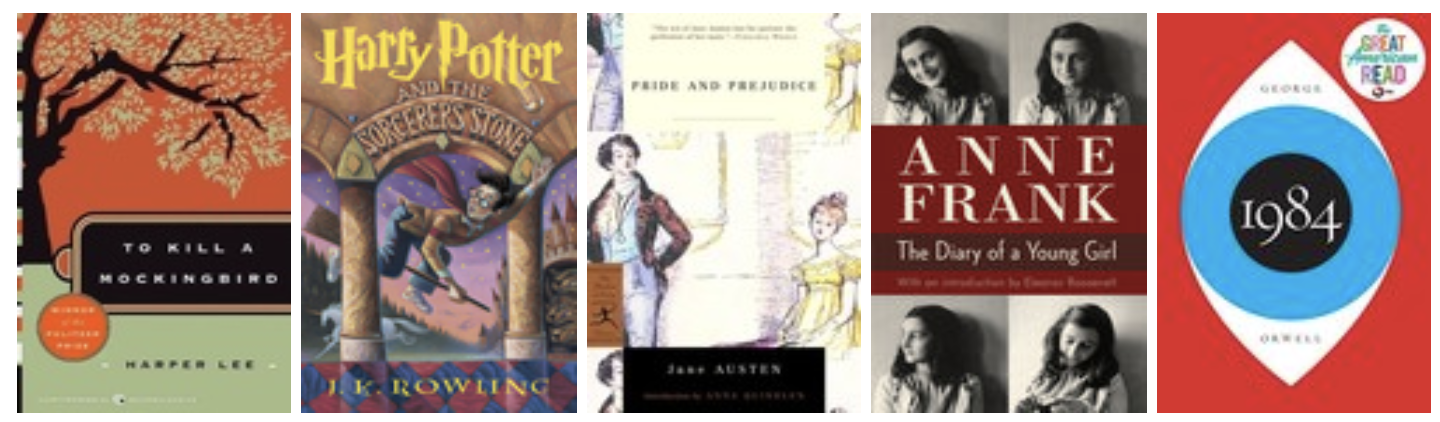 TO KILL A
MOCKINGBIRD
WINNER
of the
PULITZER
PRIZE
HARPER LEE
Harry Potter
AND THE
SORCERER'S STONE
J. K. ROWLING
PRIDE AND PREJUDICE
Jane AUSTEN
introduction by ANNA QUINDLEN
ANNE
FRANK
The Diary of a Young Girl
With an introduction by Eleanor Roosevelt
the
GREAT
American
READ
GEORGE
1984
ORWELL